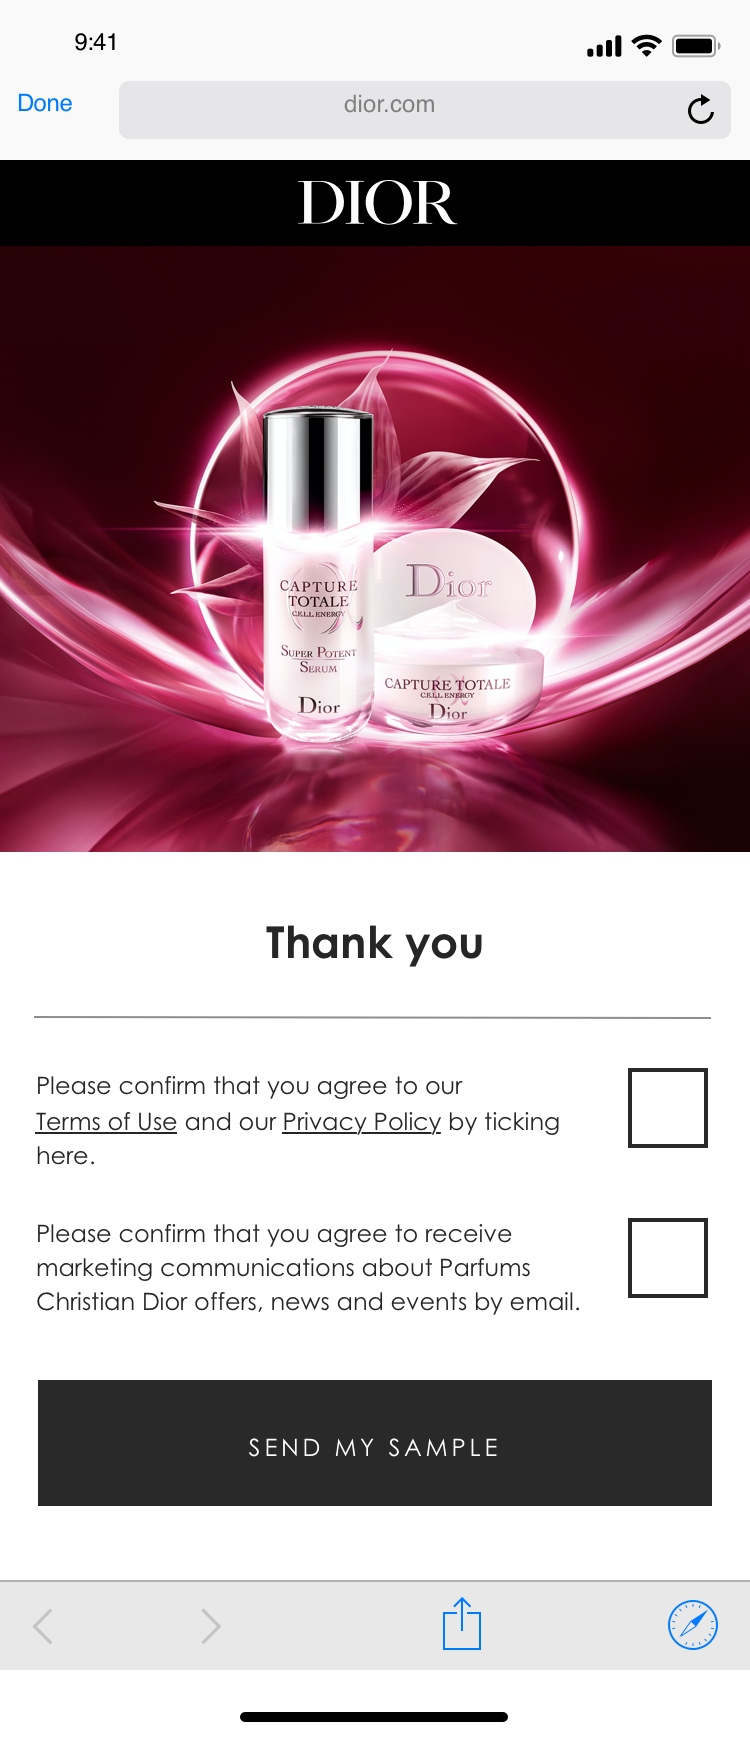 9:41
Done
dior.com
DIOR
CAPTURE
TOTALE
C.E.L.L. ENERGY
SUPER POTENT
SERUM
Dior
Dior
CAPTURE TOTALE
C.E.L.L. ENERGY
Dior
Thank you
Please confirm that you agree to our
Terms of Use and our Privacy Policy by ticking
here.
Please confirm that you agree to receive
marketing communications about Parfums
Christian Dior offers, news and events by email.
SEND MY SAMPLE